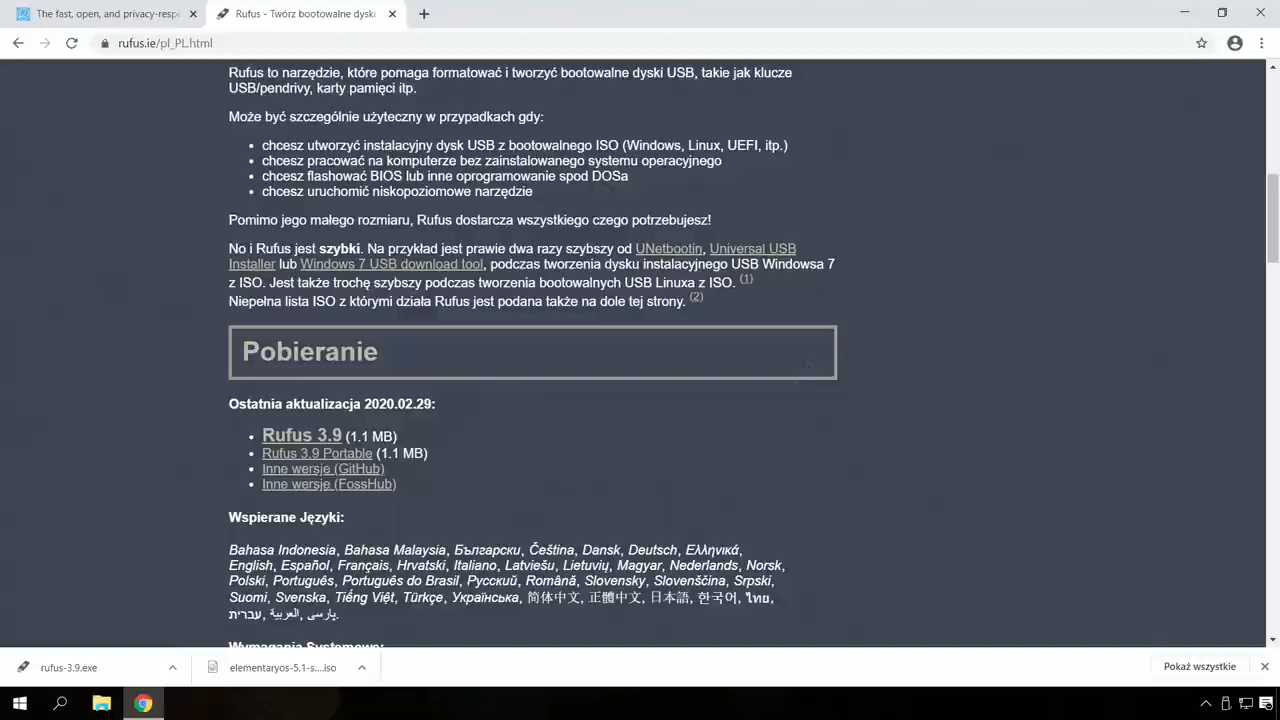 The fast, open, and privacy-resp
Rufus - Twórz bootowalne dyski
rufus.ie/pl_PL.html
Rufus to narzędzie, które pomaga formatować i tworzyć bootowalne dyski USB, takie jak klucze
USB/pendrivy, karty pamięci itp.
Może być szczególnie użyteczny w przypadkach gdy:
• chcesz utworzyć instalacyjny dysk USB z bootowalnego ISO (Windows, Linux, UEFI, itp.)
• chcesz pracować na komputerze bez zainstalowanego systemu operacyjnego
• chcesz flashować BIOS lub inne oprogramowanie spod DOSa
• chcesz uruchomić niskopoziomowe narzędzie
Pomimo jego małego rozmiaru, Rufus dostarcza wszystkiego czego potrzebujesz!
No i Rufus jest szybki. Na przykład jest prawie dwa razy szybszy od UNetbootin, Universal USB
Installer lub Windows 7 USB download tool, podczas tworzenia dysku instalacyjnego USB Windowsa 7
z ISO. Jest także trochę szybszy podczas tworzenia bootowalnych USB Linuxa z ISO. (1)
Niepełna lista ISO z którymi działa Rufus jest podana także na dole tej strony. (2)
Pobieranie
Ostatnia aktualizacja 2020.02.29:
• Rufus 3.9 (1.1 MB)
• Rufus 3.9 Portable (1.1 MB)
• Inne wersje (GitHub)
• Inne wersje (FossHub)
Wspierane Języki:
Bahasa Indonesia, Bahasa Malaysia, Български, Čeština, Dansk, Deutsch, Ελληνικά,
English, Español, Français, Hrvatski, Italiano, Latviešu, Lietuvių, Magyar, Nederlands, Norsk,
Polski, Português, Português do Brasil, Русский, Română, Slovensky, Slovenščina, Srpski,
Suomi, Svenska, Tiếng Việt, Türkçe, Українська, 简体中文, 正體中文, 日本語, 한국어, ไทย,
עברית, العربية, پارسی.
Wymagania Systemowe:
rufus-3.9.exe
elementaryos-5.1-s....iso
Pokaż wszystkie